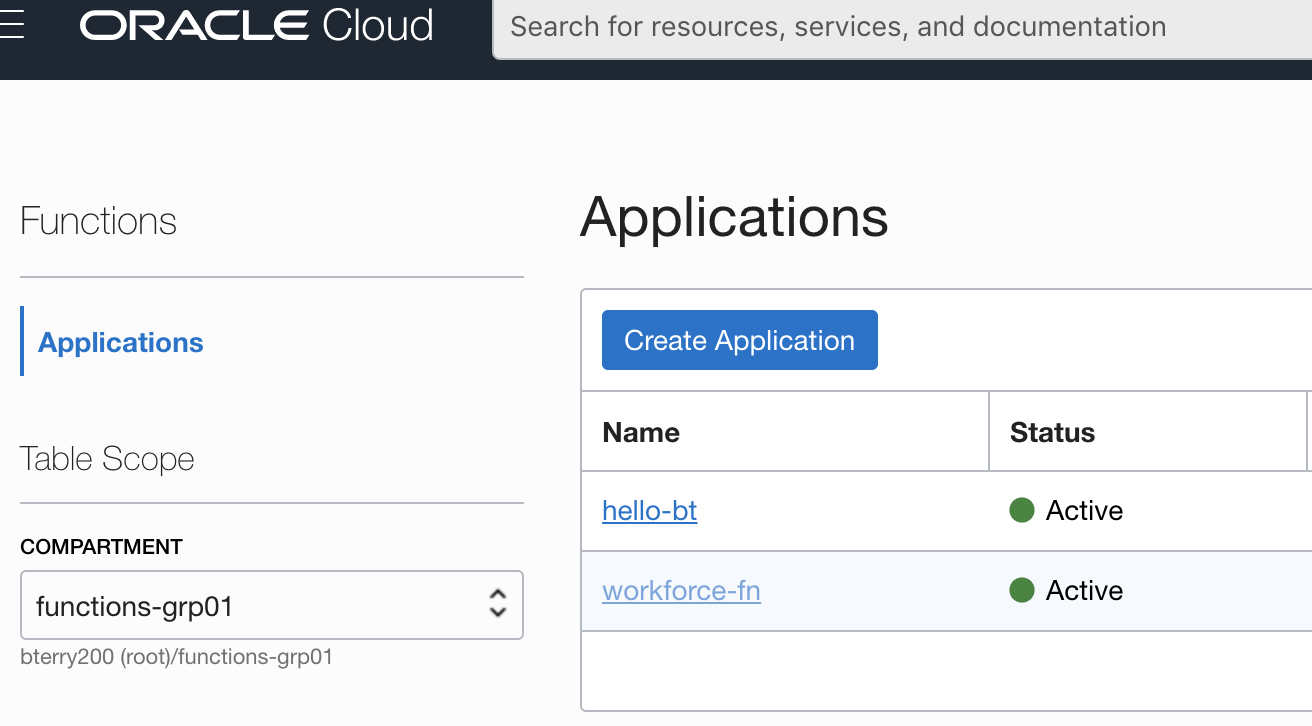 ORACLE Cloud
Search for resources, services, and documentation
Functions
Applications
Table Scope
COMPARTMENT
functions-grp01
bterry200 (root)/functions-grp01
Applications
Create Application
Name Status
hello-bt Active
workforce-fn Active